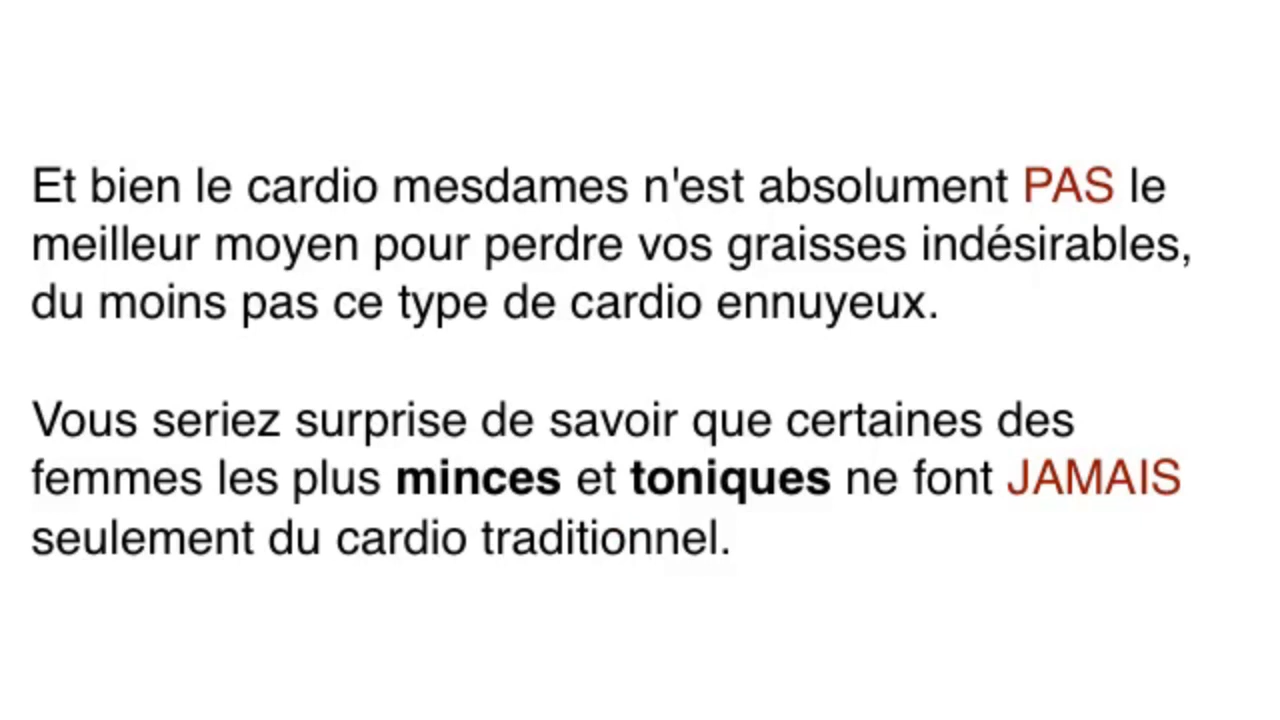 Et bien le cardio mesdames n'est absolument PAS le
meilleur moyen pour perdre vos graisses indésirables,
du moins pas ce type de cardio ennuyeux.
Vous seriez surprise de savoir que certaines des
femmes les plus minces et toniques ne font JAMAIS
seulement du cardio traditionnel.